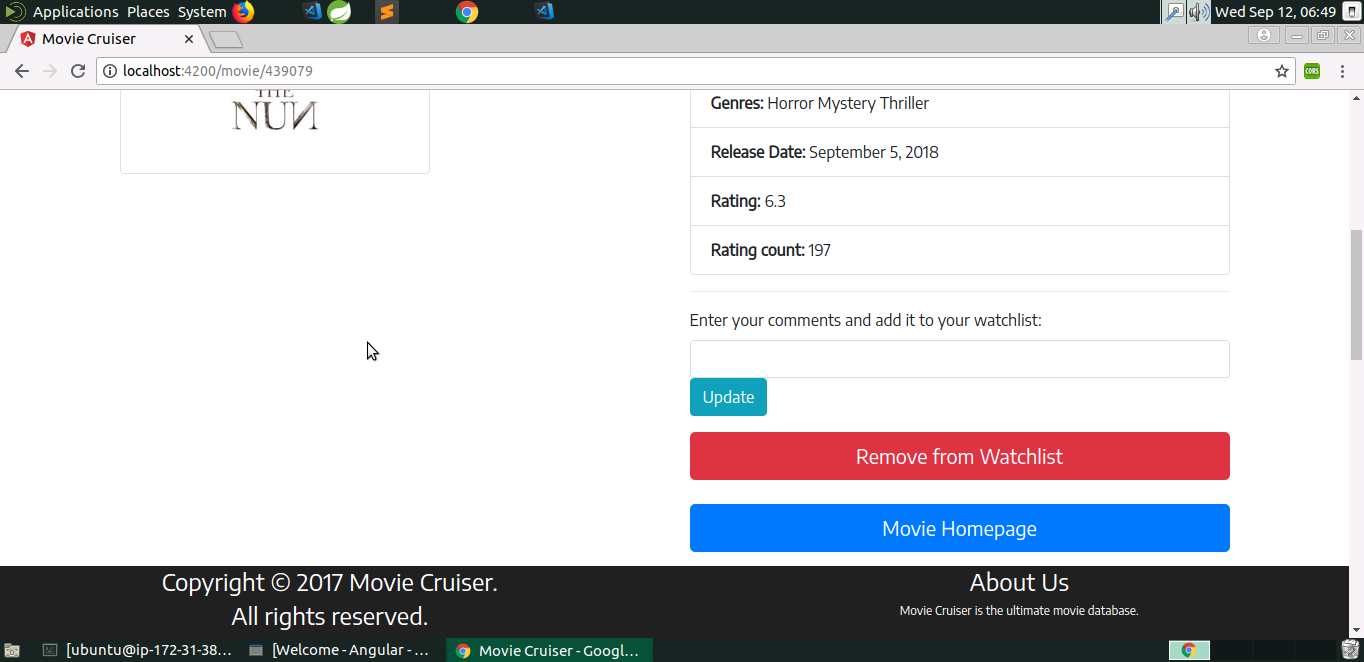 Applications Places System
Wed Sep 12, 06:49
Movie Cruiser
localhost:4200/movie/439079
CORS
THE
NUN
Genres: Horror Mystery Thriller
Release Date: September 5, 2018
Rating: 6.3
Rating count: 197
Enter your comments and add it to your watchlist:
Update
Remove from Watchlist
Movie Homepage
Copyright © 2017 Movie Cruiser.
All rights reserved.
About Us
Movie Cruiser is the ultimate movie database.
[ubuntu@ip-172-31-38...
[Welcome - Angular - ...
Movie Cruiser - Googl...